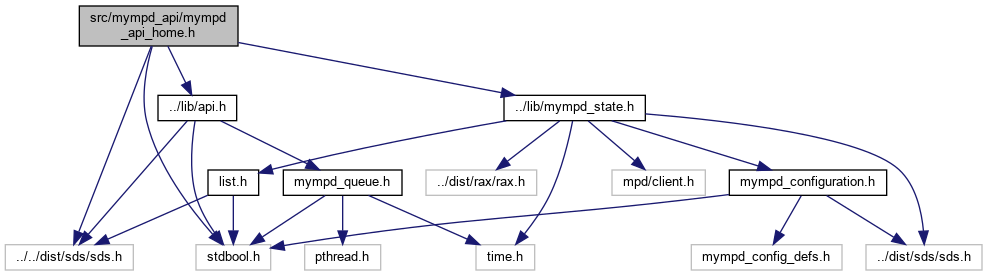 src/mympd_api/mympd
_api_home.h
../lib/api.h
../lib/mympd_state.h
list.h
mympd_queue.h
../dist/rax/rax.h
mpd/client.h
mympd_configuration.h
../../dist/sds/sds.h
stdbool.h
pthread.h
time.h
mympd_config_defs.h
../dist/sds/sds.h